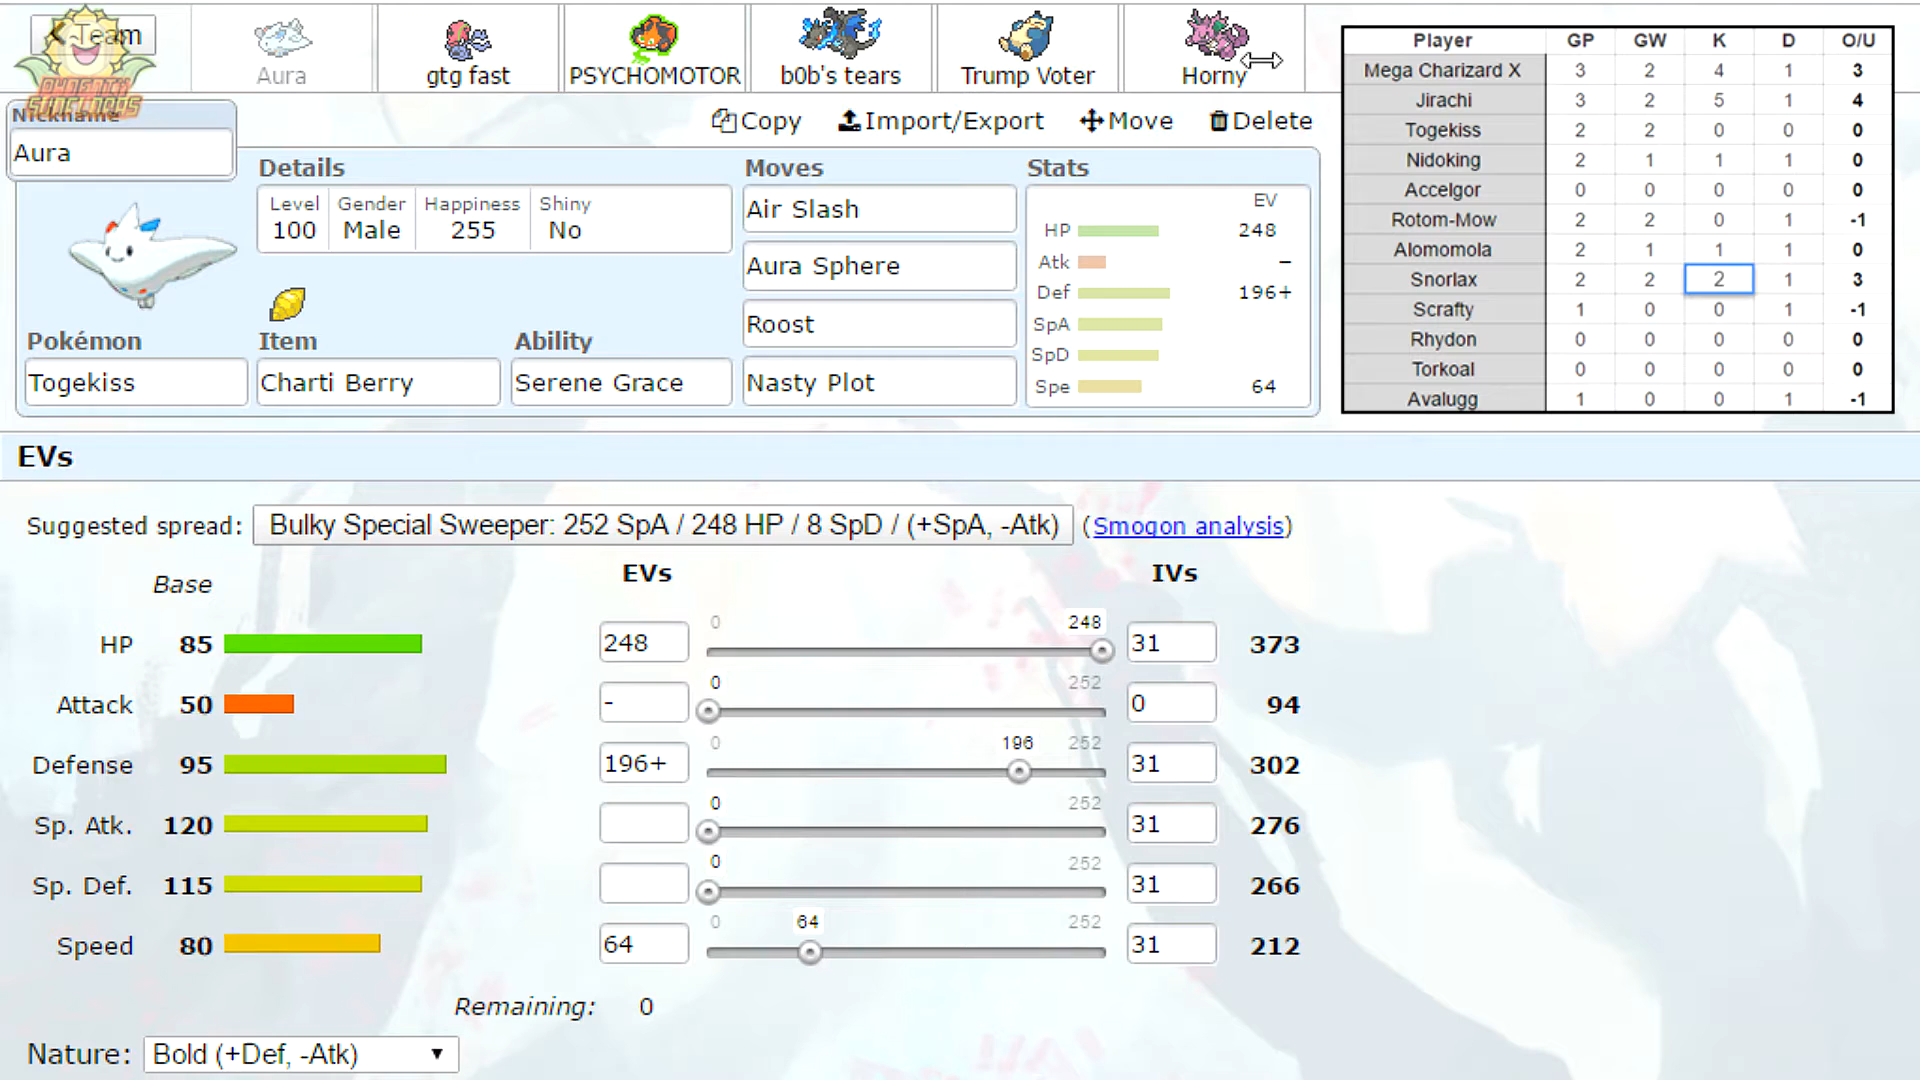 Team
Aura
gtg fast
PSYCHOMOTOR
b0b's tears
Trump Voter
Horny
Copy
Import/Export
Move
Delete
Nickname
Aura
Details
Level Gender Happiness Shiny
100 Male 255 No
Pokémon
Togekiss
Item
Charti Berry
Ability
Serene Grace
Moves
Air Slash
Aura Sphere
Roost
Nasty Plot
Stats
EV
HP 248
Atk –
Def 196+
SpA
SpD
Spe 64
Player GP GW K D O/U
Mega Charizard X 3 2 4 1 3
Jirachi 3 2 5 1 4
Togekiss 2 2 0 0 0
Nidoking 2 1 1 1 0
Accelgor 0 0 0 0 0
Rotom-Mow 2 2 0 1 -1
Alomomola 2 1 1 1 0
Snorlax 2 2 2 1 3
Scrafty 1 0 0 1 -1
Rhydon 0 0 0 0 0
Torkoal 0 0 0 0 0
Avalugg 1 0 0 1 -1
EVs
Suggested spread: Bulky Special Sweeper: 252 SpA / 248 HP / 8 SpD / (+SpA, -Atk) (Smogon analysis)
Base EVs IVs
0 248
HP 85 248 31 373
0 252
Attack 50 - 0 94
0 196 252
Defense 95 196+ 31 302
0 252
Sp. Atk. 120 31 276
0 252
Sp. Def. 115 31 266
0 64 252
Speed 80 64 31 212
Remaining: 0
Nature: Bold (+Def, -Atk)